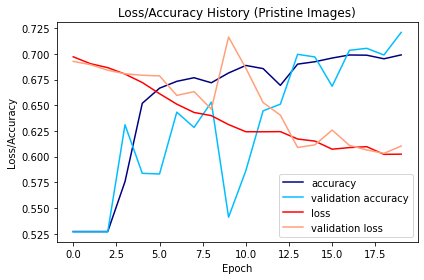 Loss/Accuracy History (Pristine Images)
0.725
0.700
0.675
0.650
0.625
0.600
0.575
0.550
0.525
Loss/Accuracy
accuracy
validation accuracy
loss
validation loss
0.0 2.5 5.0 7.5 10.0 12.5 15.0 17.5
Epoch